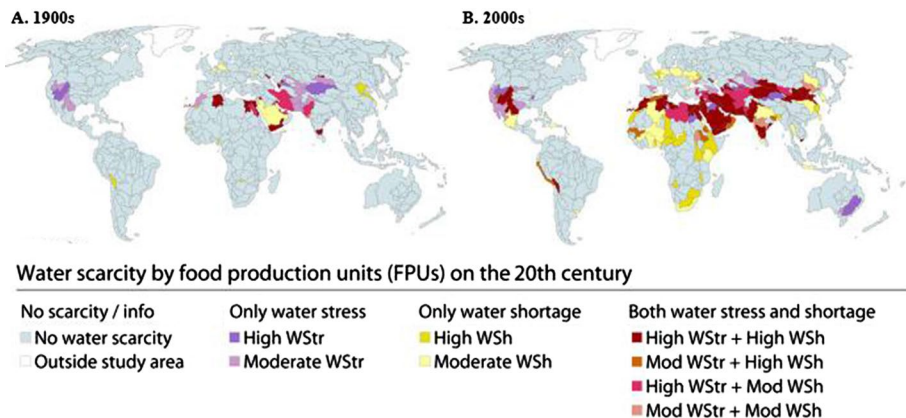 A. 1900s
B. 2000s
Water scarcity by food production units (FPUs) on the 20th century
No scarcity / info
No water scarcity
Outside study area
Only water stress
High WStr
Moderate WStr
Only water shortage
High WSh
Moderate WSh
Both water stress and shortage
High WStr + High WSh
Mod WStr + High WSh
High WStr + Mod WSh
Mod WStr + Mod WSh